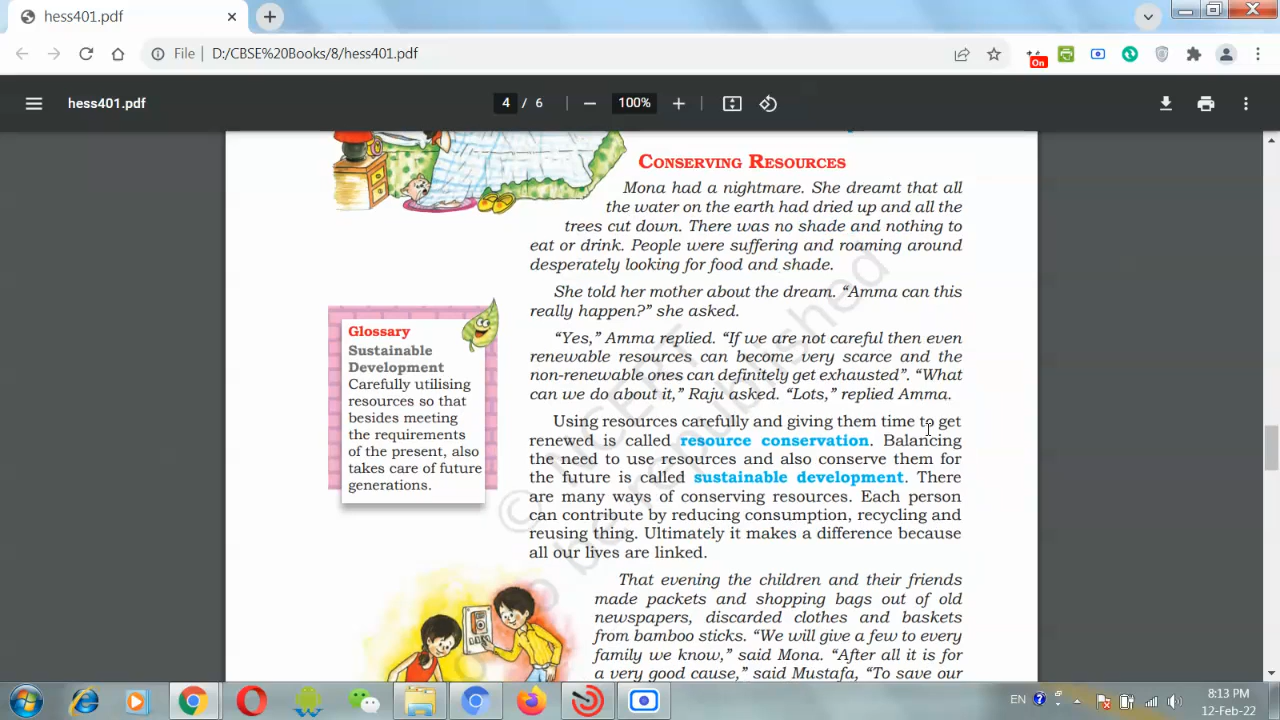 hess401.pdf
File
D:/CBSE%20Books/8/hess401.pdf
On
hess401.pdf
4 / 6
100%
CONSERVING RESOURCES
Mona had a nightmare. She dreamt that all
the water on the earth had dried up and all the
trees cut down. There was no shade and nothing to
eat or drink. People were suffering and roaming around
desperately looking for food and shade.
She told her mother about the dream. “Amma can this
really happen?” she asked.
“Yes,” Amma replied. “If we are not careful then even
renewable resources can become very scarce and the
non-renewable ones can definitely get exhausted”. “What
can we do about it,” Raju asked. “Lots,” replied Amma.
Glossary
Sustainable
Development
Carefully utilising
resources so that
besides meeting
the requirements
of the present, also
takes care of future
generations.
Using resources carefully and giving them time to get
renewed is called resource conservation. Balancing
the need to use resources and also conserve them for
the future is called sustainable development. There
are many ways of conserving resources. Each person
can contribute by reducing consumption, recycling and
reusing thing. Ultimately it makes a difference because
all our lives are linked.
That evening the children and their friends
made packets and shopping bags out of old
newspapers, discarded clothes and baskets
from bamboo sticks. “We will give a few to every
family we know,” said Mona. “After all it is for
a very good cause,” said Mustafa, “To save our
© NCERT
be republished
EN
8:13 PM
12-Feb-22